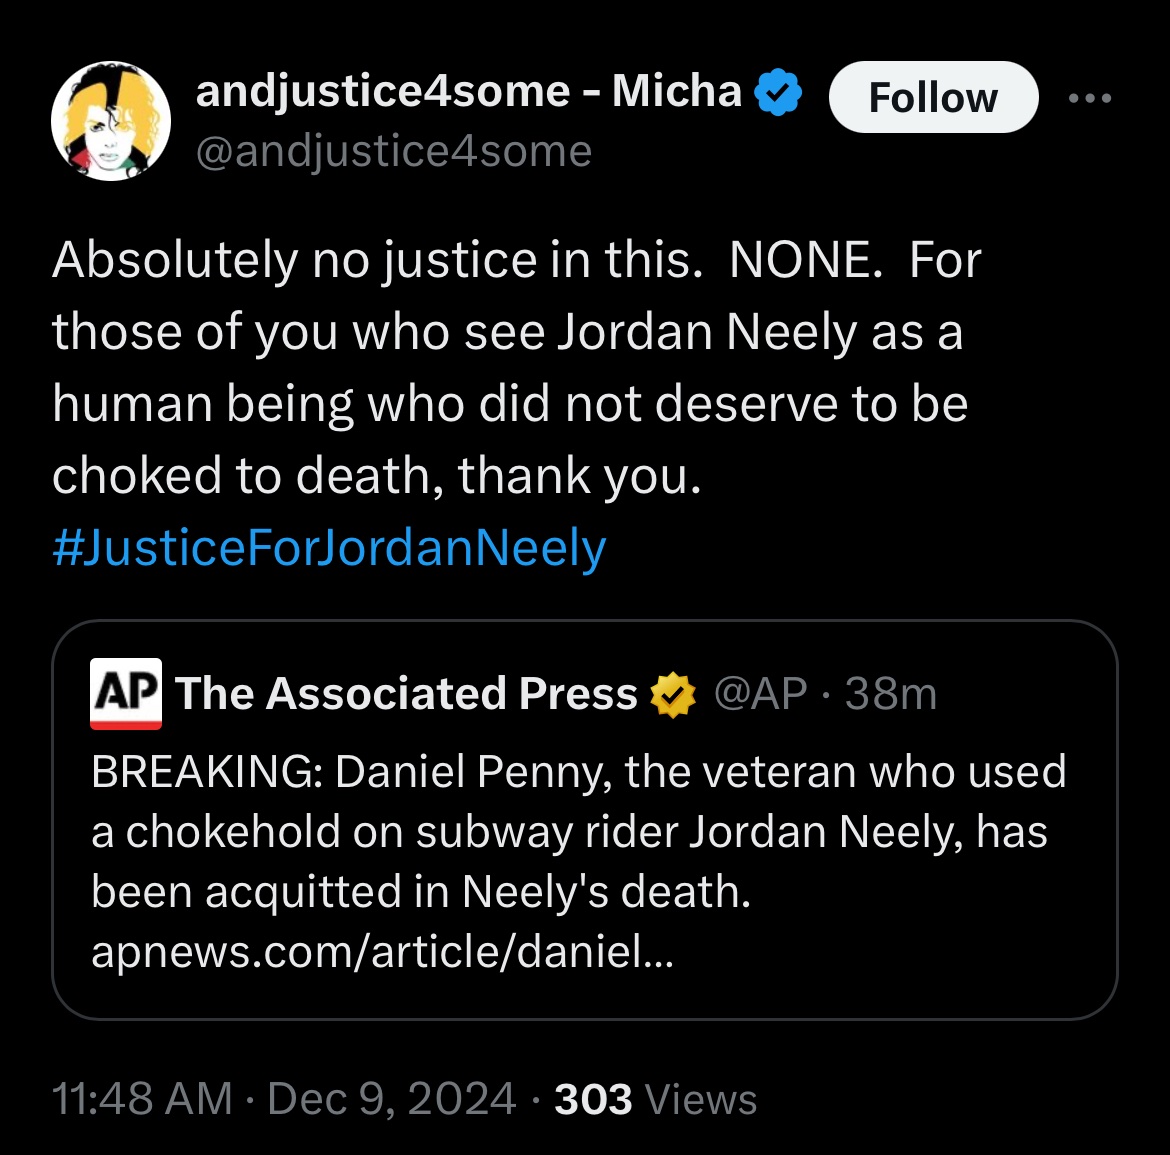 andjustice4some - Micha
Follow
@andjustice4some
Absolutely no justice in this.  NONE.  For
those of you who see Jordan Neely as a
human being who did not deserve to be
choked to death, thank you.
#JusticeForJordanNeely
AP The Associated Press @AP · 38m
BREAKING: Daniel Penny, the veteran who used
a chokehold on subway rider Jordan Neely, has
been acquitted in Neely's death.
apnews.com/article/daniel...
11:48 AM · Dec 9, 2024 · 303 Views